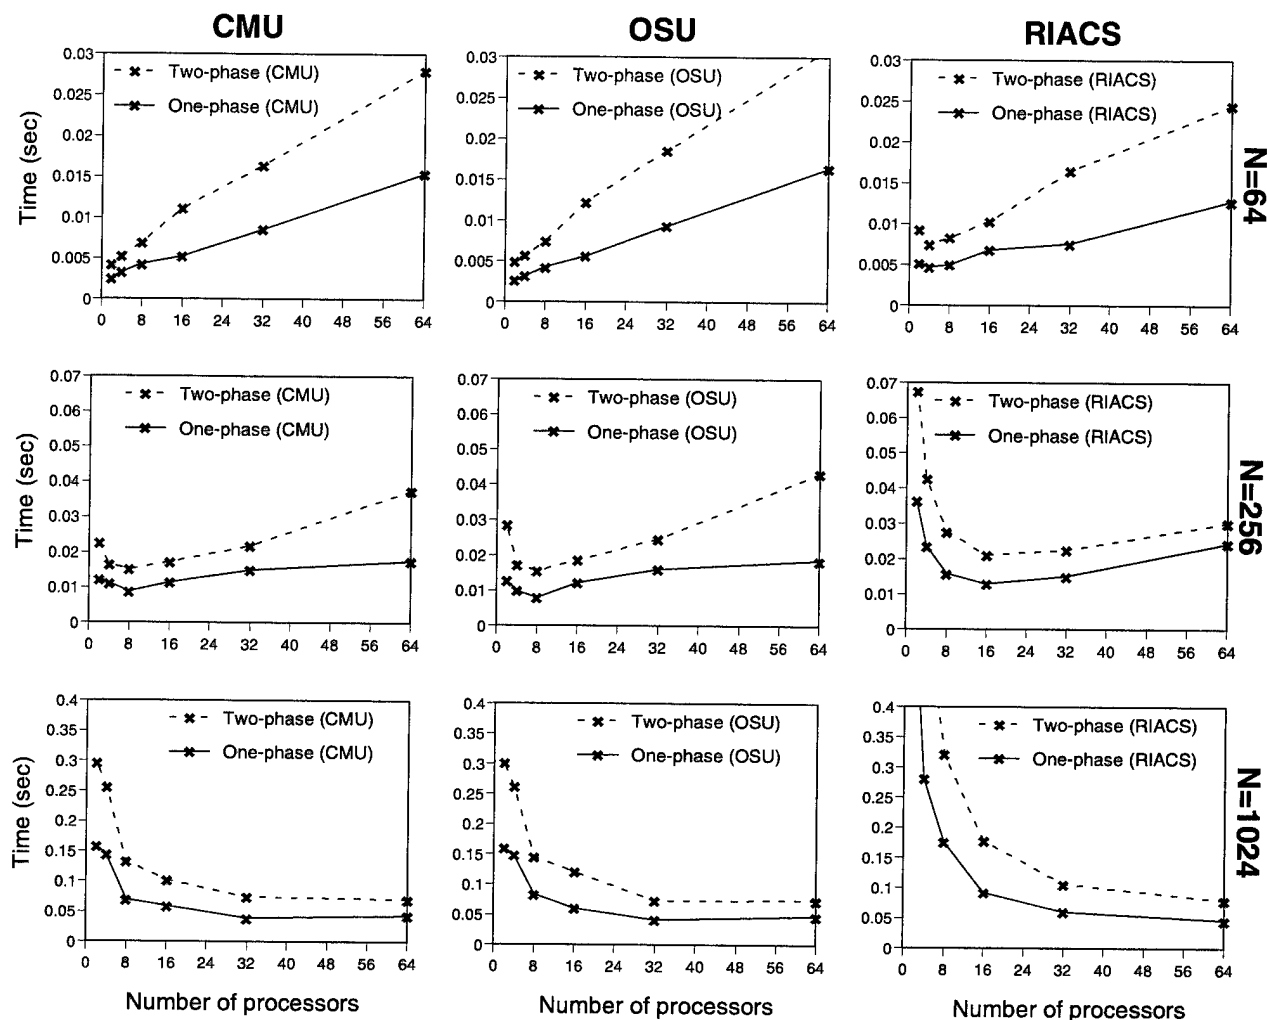 CMU
OSU
RIACS
0.03
0.025
0.02
0.015
0.01
0.005
0
Time (sec)
Two-phase (CMU)
One-phase (CMU)
0 8 16 24 32 40 48 56 64
0.03
0.025
0.02
0.015
0.01
0.005
0
Two-phase (OSU)
One-phase (OSU)
0 8 16 24 32 40 48 56 64
0.03
0.025
0.02
0.015
0.01
0.005
0
Two-phase (RIACS)
One-phase (RIACS)
0 8 16 24 32 40 48 56 64
N=64
0.07
0.06
0.05
0.04
0.03
0.02
0.01
0
Time (sec)
Two-phase (CMU)
One-phase (CMU)
0 8 16 24 32 40 48 56 64
0.07
0.06
0.05
0.04
0.03
0.02
0.01
0
Two-phase (OSU)
One-phase (OSU)
0 8 16 24 32 40 48 56 64
0.07
0.06
0.05
0.04
0.03
0.02
0.01
0
Two-phase (RIACS)
One-phase (RIACS)
0 8 16 24 32 40 48 56 64
N=256
0.4
0.35
0.3
0.25
0.2
0.15
0.1
0.05
0
Time (sec)
Two-phase (CMU)
One-phase (CMU)
0 8 16 24 32 40 48 56 64
Number of processors
0.4
0.35
0.3
0.25
0.2
0.15
0.1
0.05
0
Two-phase (OSU)
One-phase (OSU)
0 8 16 24 32 40 48 56 64
Number of processors
0.4
0.35
0.3
0.25
0.2
0.15
0.1
0.05
0
Two-phase (RIACS)
One-phase (RIACS)
0 8 16 24 32 40 48 56 64
Number of processors
N=1024